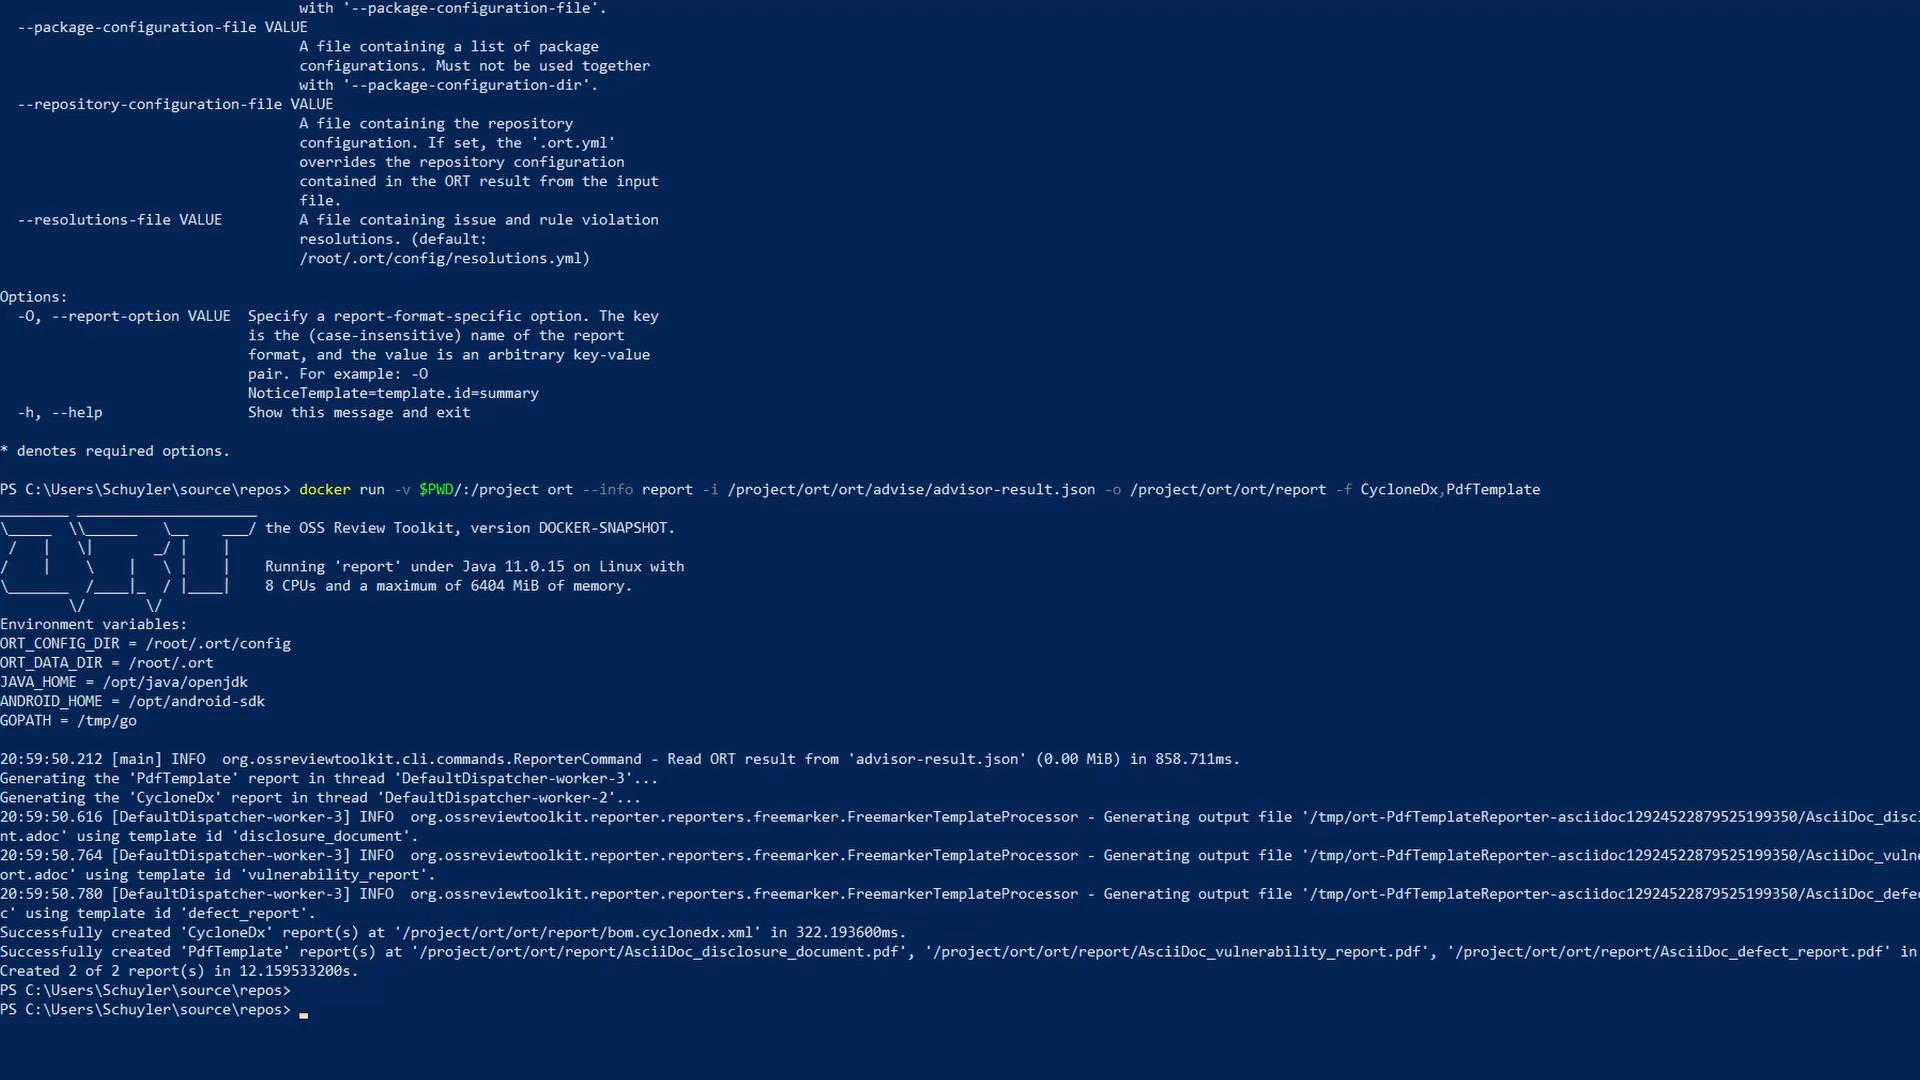 with '--package-configuration-file'.
--package-configuration-file VALUE
A file containing a list of package
configurations. Must not be used together
with '--package-configuration-dir'.
--repository-configuration-file VALUE
A file containing the repository
configuration. If set, the '.ort.yml'
overrides the repository configuration
contained in the ORT result from the input
file.
--resolutions-file VALUE         A file containing issue and rule violation
resolutions. (default:
/root/.ort/config/resolutions.yml)
Options:
-O, --report-option VALUE  Specify a report-format-specific option. The key
is the (case-insensitive) name of the report
format, and the value is an arbitrary key-value
pair. For example: -O
NoticeTemplate=template.id=summary
-h, --help                 Show this message and exit
* denotes required options.
PS C:\Users\Schuyler\source\repos> docker run -v $PWD/:/project ort --info report -i /project/ort/ort/advise/advisor-result.json -o /project/ort/ort/report -f CycloneDx,PdfTemplate
the OSS Review Toolkit, version DOCKER-SNAPSHOT.
Running 'report' under Java 11.0.15 on Linux with
8 CPUs and a maximum of 6404 MiB of memory.
Environment variables:
ORT_CONFIG_DIR = /root/.ort/config
ORT_DATA_DIR = /root/.ort
JAVA_HOME = /opt/java/openjdk
ANDROID_HOME = /opt/android-sdk
GOPATH = /tmp/go
20:59:50.212 [main] INFO  org.ossreviewtoolkit.cli.commands.ReporterCommand - Read ORT result from 'advisor-result.json' (0.00 MiB) in 858.711ms.
Generating the 'PdfTemplate' report in thread 'DefaultDispatcher-worker-3'...
Generating the 'CycloneDx' report in thread 'DefaultDispatcher-worker-2'...
20:59:50.616 [DefaultDispatcher-worker-3] INFO  org.ossreviewtoolkit.reporter.reporters.freemarker.FreemarkerTemplateProcessor - Generating output file '/tmp/ort-PdfTemplateReporter-asciidoc12924522879525199350/AsciiDoc_discl
nt.adoc' using template id 'disclosure_document'.
20:59:50.764 [DefaultDispatcher-worker-3] INFO  org.ossreviewtoolkit.reporter.reporters.freemarker.FreemarkerTemplateProcessor - Generating output file '/tmp/ort-PdfTemplateReporter-asciidoc12924522879525199350/AsciiDoc_vulne
ort.adoc' using template id 'vulnerability_report'.
20:59:50.780 [DefaultDispatcher-worker-3] INFO  org.ossreviewtoolkit.reporter.reporters.freemarker.FreemarkerTemplateProcessor - Generating output file '/tmp/ort-PdfTemplateReporter-asciidoc12924522879525199350/AsciiDoc_defec
c' using template id 'defect_report'.
Successfully created 'CycloneDx' report(s) at '/project/ort/ort/report/bom.cyclonedx.xml' in 322.193600ms.
Successfully created 'PdfTemplate' report(s) at '/project/ort/ort/report/AsciiDoc_disclosure_document.pdf', '/project/ort/ort/report/AsciiDoc_vulnerability_report.pdf', '/project/ort/ort/report/AsciiDoc_defect_report.pdf' in
Created 2 of 2 report(s) in 12.159533200s.
PS C:\Users\Schuyler\source\repos>
PS C:\Users\Schuyler\source\repos>